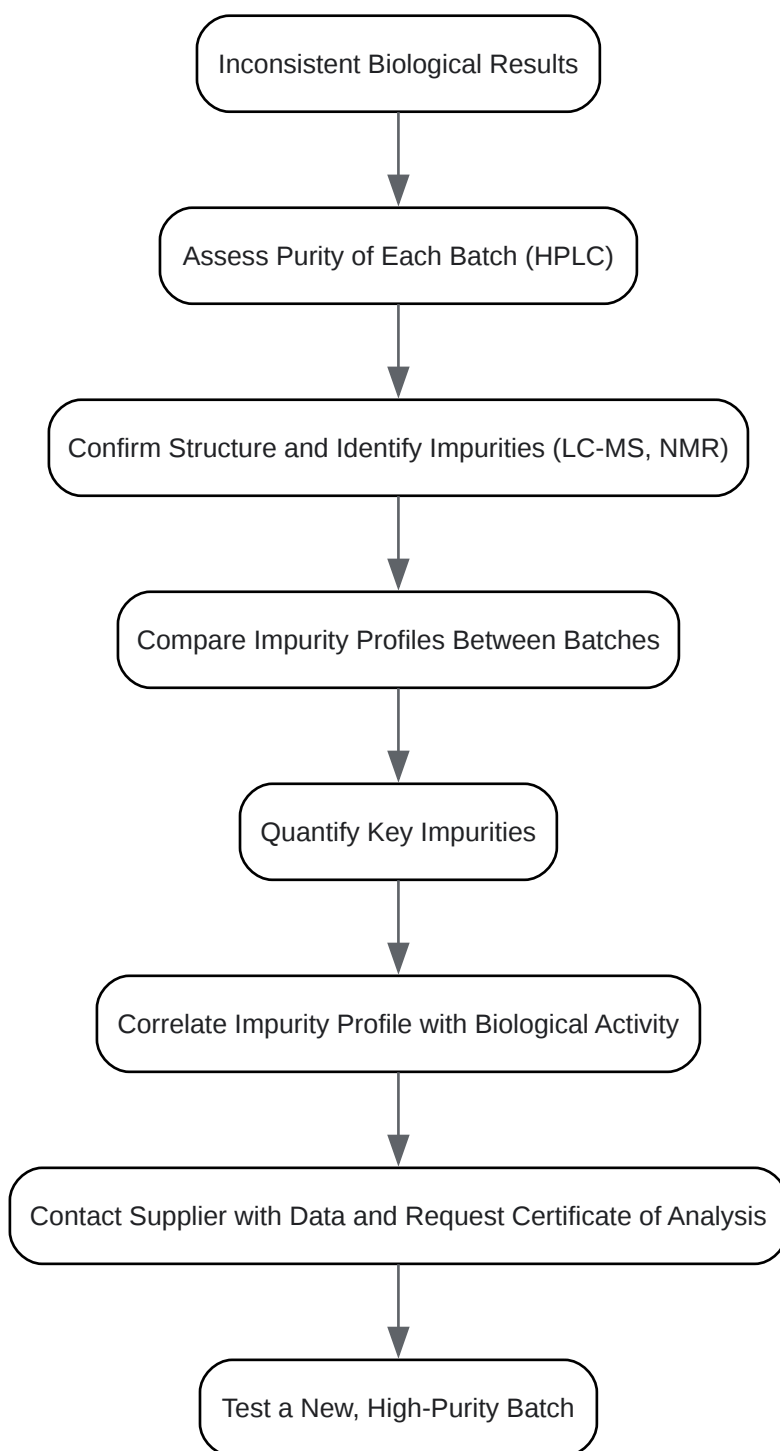 Inconsistent Biological Results
Assess Purity of Each Batch (HPLC)
Confirm Structure and Identify Impurities (LC-MS, NMR)
Compare Impurity Profiles Between Batches
Quantify Key Impurities
Correlate Impurity Profile with Biological Activity
Contact Supplier with Data and Request Certificate of Analysis
Test a New, High-Purity Batch